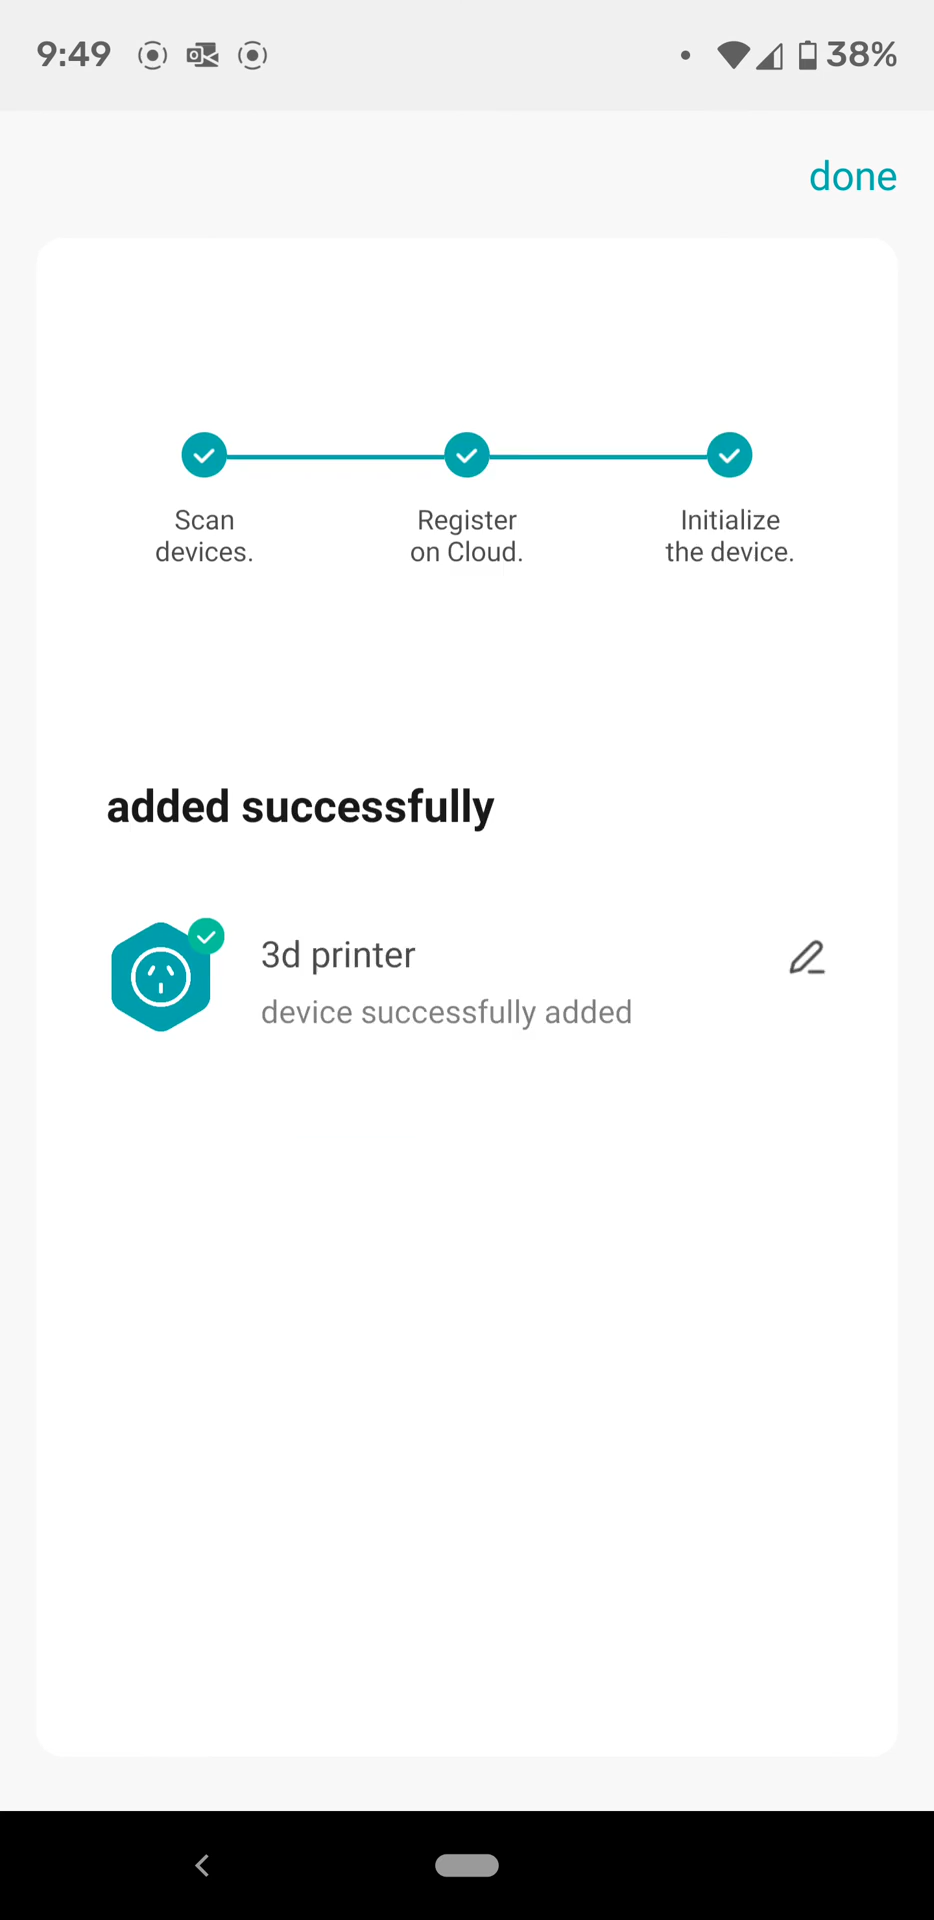 9:49
38%
done
Scan
devices.
Register
on Cloud.
Initialize
the device.
added successfully
3d printer
device successfully added